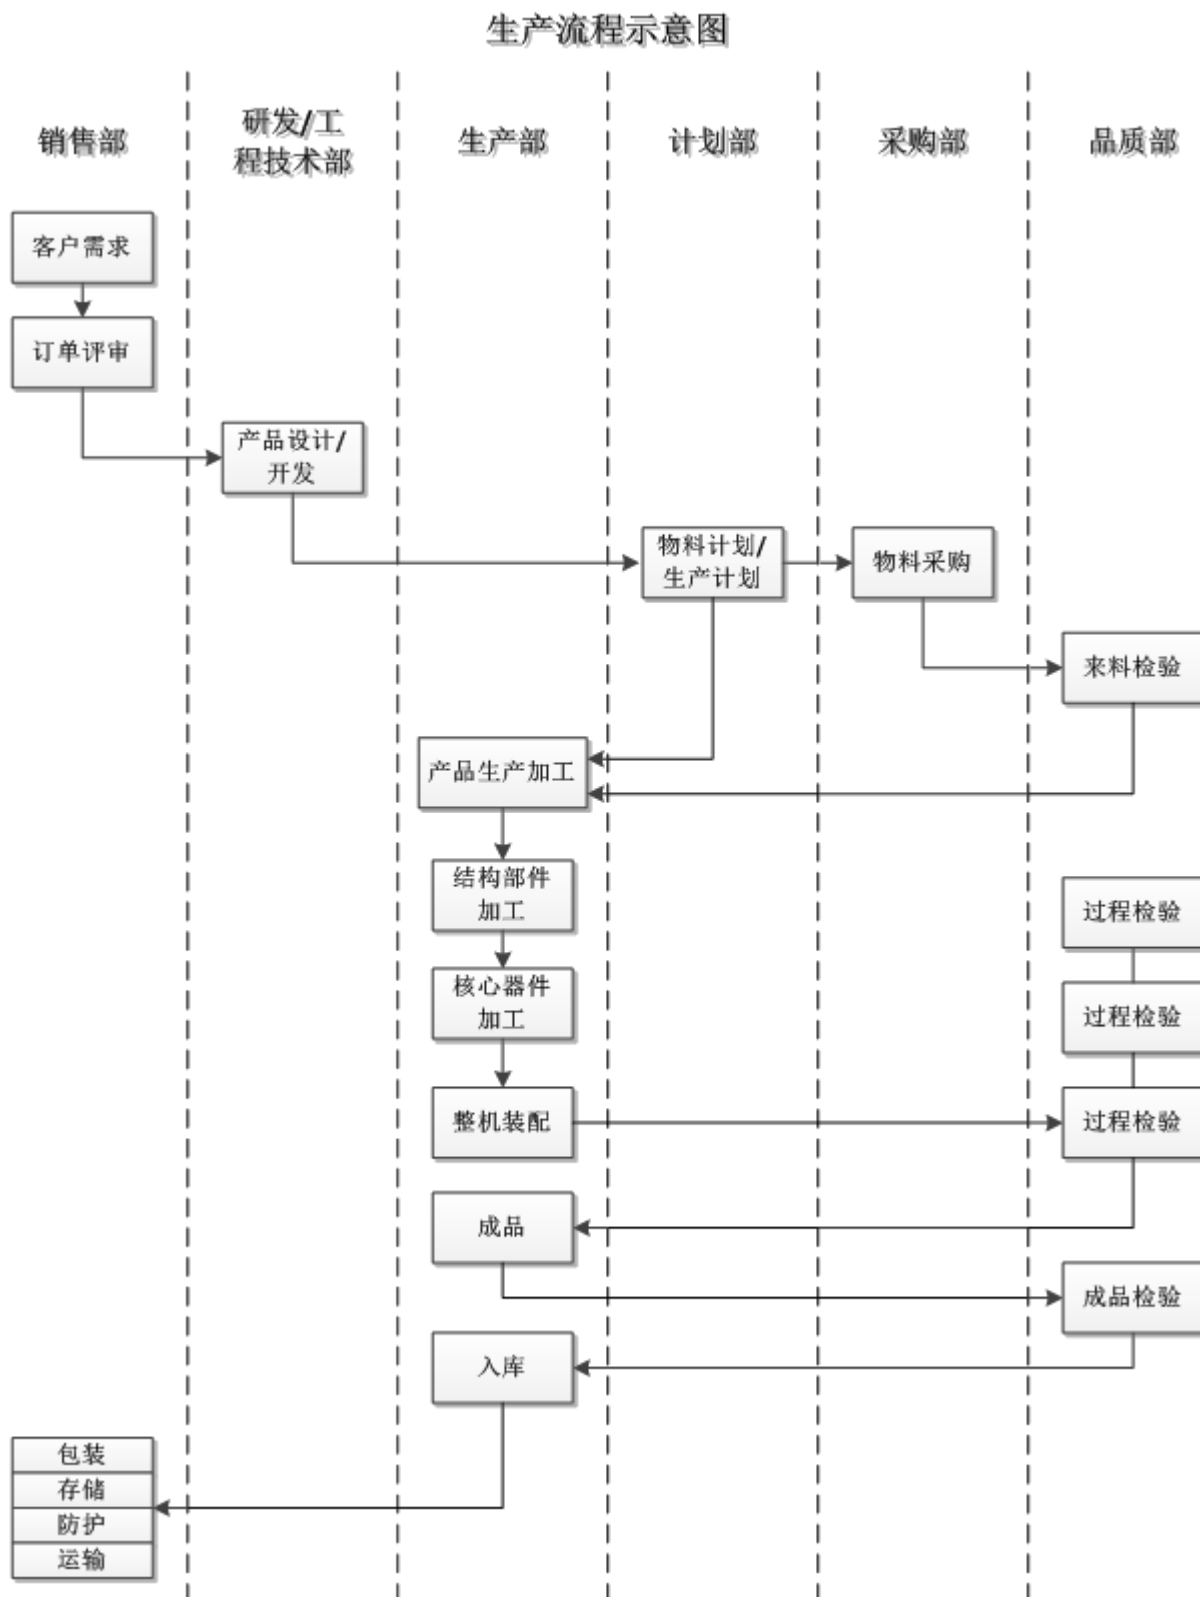 生产流程示意图
销售部
研发/工
程技术部
生产部
计划部
采购部
品质部
客户需求
订单评审
产品设计/
开发
物料计划/
生产计划
物料采购
来料检验
产品生产加工
结构部件
加工
过程检验
核心器件
加工
过程检验
整机装配
过程检验
成品
成品检验
入库
包装
存储
防护
运输